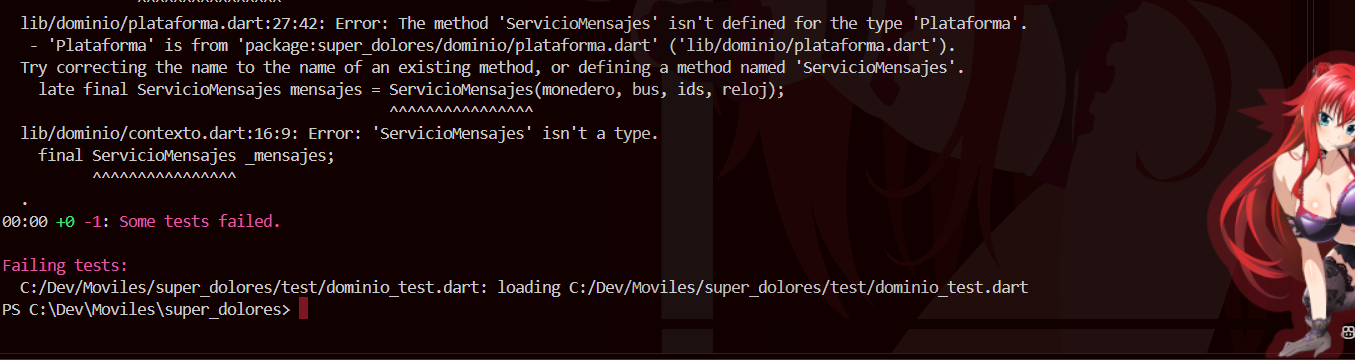 ^^^^^^^^^^^^^^^^
lib/dominio/plataforma.dart:27:42: Error: The method 'ServicioMensajes' isn't defined for the type 'Plataforma'.
- 'Plataforma' is from 'package:super_dolores/dominio/plataforma.dart' ('lib/dominio/plataforma.dart').
Try correcting the name to the name of an existing method, or defining a method named 'ServicioMensajes'.
late final ServicioMensajes mensajes = ServicioMensajes(monedero, bus, ids, reloj);
^^^^^^^^^^^^^^^^
lib/dominio/contexto.dart:16:9: Error: 'ServicioMensajes' isn't a type.
final ServicioMensajes _mensajes;
^^^^^^^^^^^^^^^^
.
00:00 +0 -1: Some tests failed.
Failing tests:
C:/Dev/Moviles/super_dolores/test/dominio_test.dart: loading C:/Dev/Moviles/super_dolores/test/dominio_test.dart
PS C:\Dev\Moviles\super_dolores>